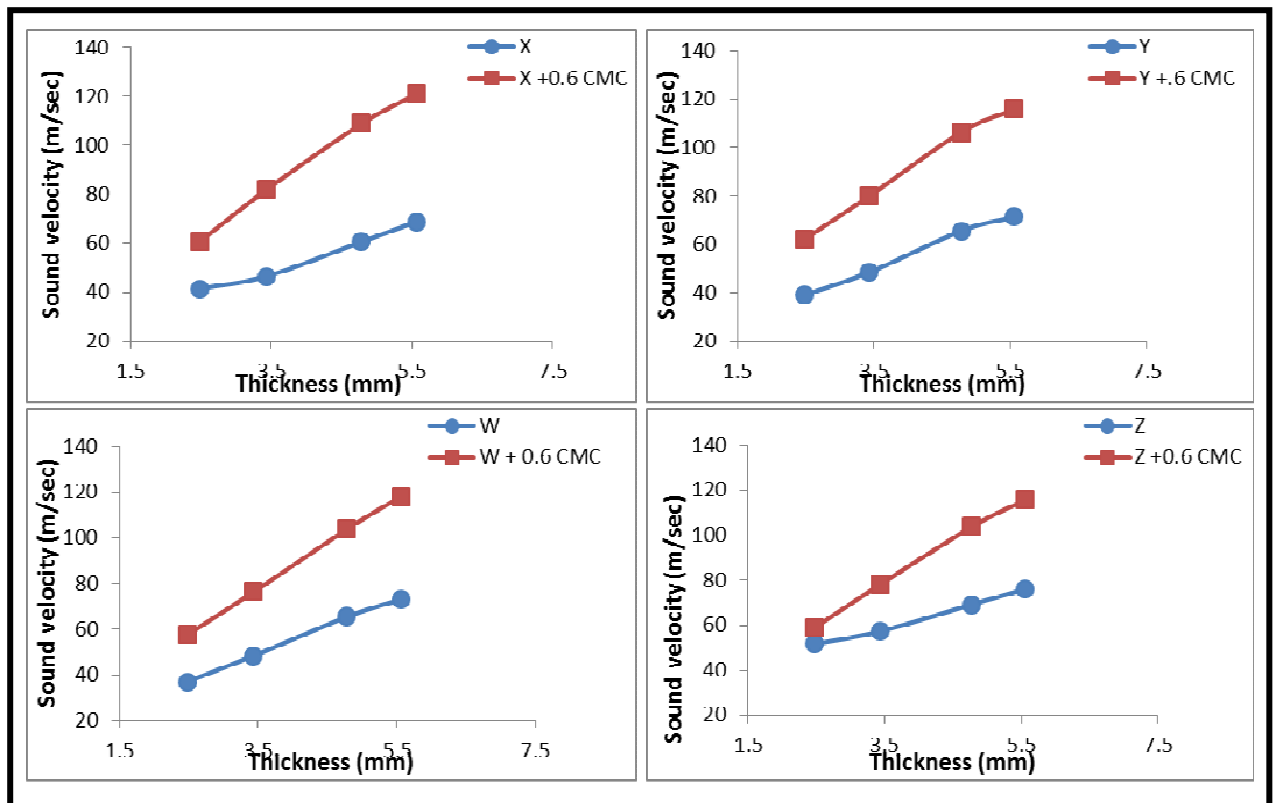 X
X +0.6 CMC
Sound velocity (m/sec)
140
120
100
80
60
40
20
1.5
3.5
5.5
7.5
Thickness (mm)
Y
Y +.6 CMC
Sound velocity (m/sec)
140
120
100
80
60
40
20
1.5
3.5
5.5
7.5
Thickness (mm)
W
W + 0.6 CMC
Sound velocity (m/sec)
140
120
100
80
60
40
20
1.5
3.5
5.5
7.5
Thickness (mm)
Z
Z +0.6 CMC
Sound velocity (m/sec)
140
120
100
80
60
40
20
1.5
3.5
5.5
7.5
Thickness (mm)